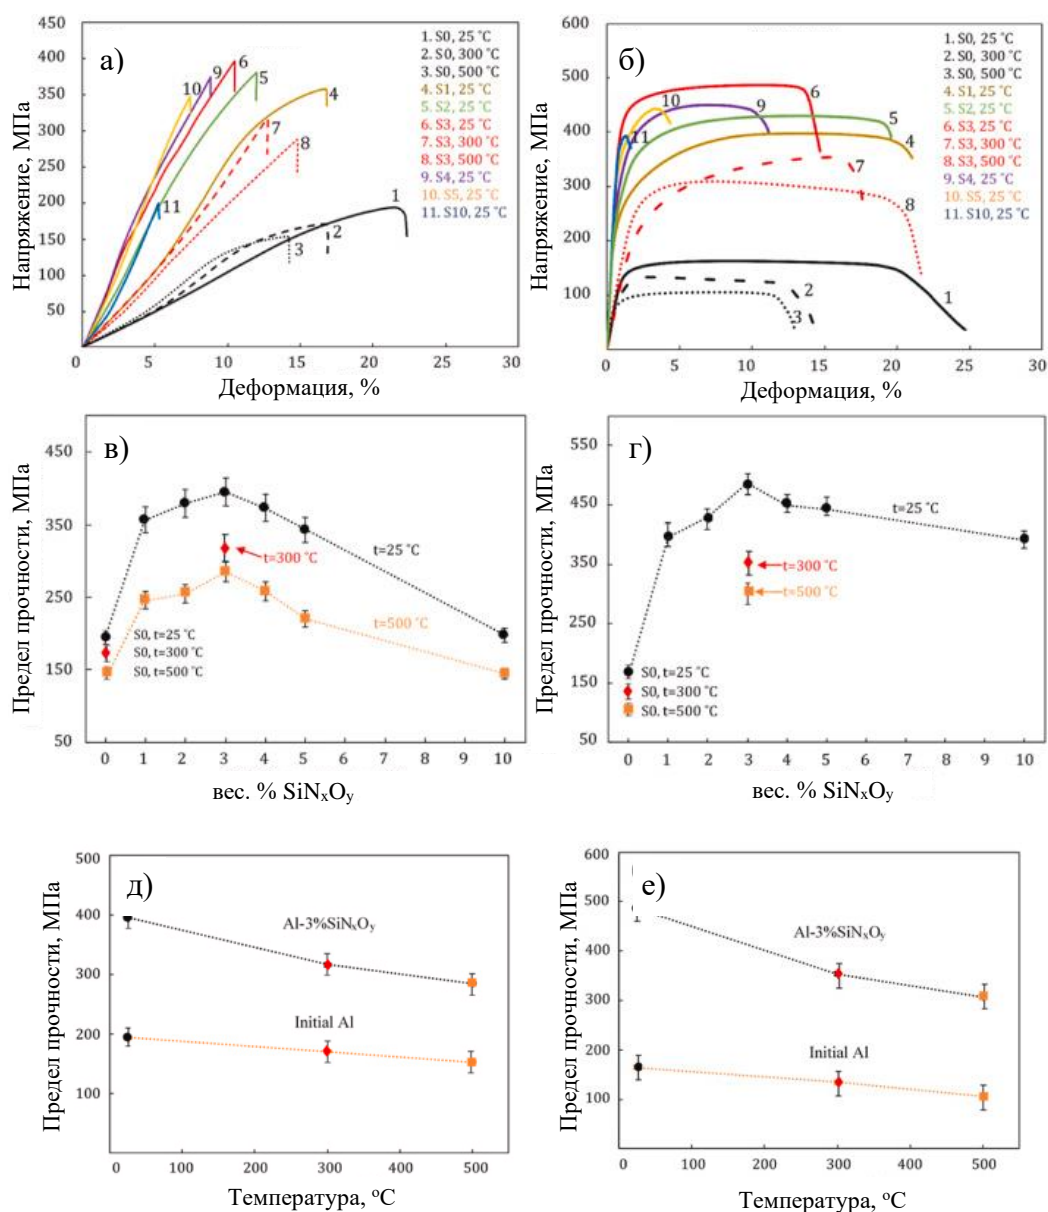 а)
Напряжение, МПа
450
400
350
300
250
200
150
100
50
1. S0, 25 °C
2. S0, 300 °C
3. S0, 500 °C
4. S1, 25 °C
5. S2, 25 °C
6. S3, 25 °C
7. S3, 300 °C
8. S3, 500 °C
9. S4, 25 °C
10. S5, 25 °C
11. S10, 25 °C
10
9
6
5
4
7
8
11
1
2
3
0 5 10 15 20 25 30
Деформация, %
б)
Напряжение, МПа
600
500
400
300
200
100
1. S0, 25 °C
2. S0, 300 °C
3. S0, 500 °C
4. S1, 25 °C
5. S2, 25 °C
6. S3, 25 °C
7. S3, 300 °C
8. S3, 500 °C
9. S4, 25 °C
10. S5, 25 °C
11. S10, 25 °C
6
10
9
5
11
4
7
8
2
3
1
0 5 10 15 20 25 30
Деформация, %
в)
Предел прочности, МПа
450
350
250
150
50
t=25 °C
t=300 °C
t=500 °C
S0, t=25 °C
S0, t=300 °C
S0, t=500 °C
0 1 2 3 4 5 6 7 8 9 10
вес. % SiNxOy
г)
Предел прочности, МПа
550
450
350
250
150
50
t=25 °C
t=300 °C
t=500 °C
S0, t=25 °C
S0, t=300 °C
S0. t=500 °C
0 1 2 3 4 5 6 7 8 9 10
вес. % SiNxOy
д)
Предел прочности, МПа
500
400
300
200
100
Al-3%SiNxOy
Initial Al
0 100 200 300 400 500
Температура, °C
е)
Предел прочности, МПа
600
500
400
300
200
100
Al-3%SiNxOy
Initial Al
0 100 200 300 400 500
Температура, °C